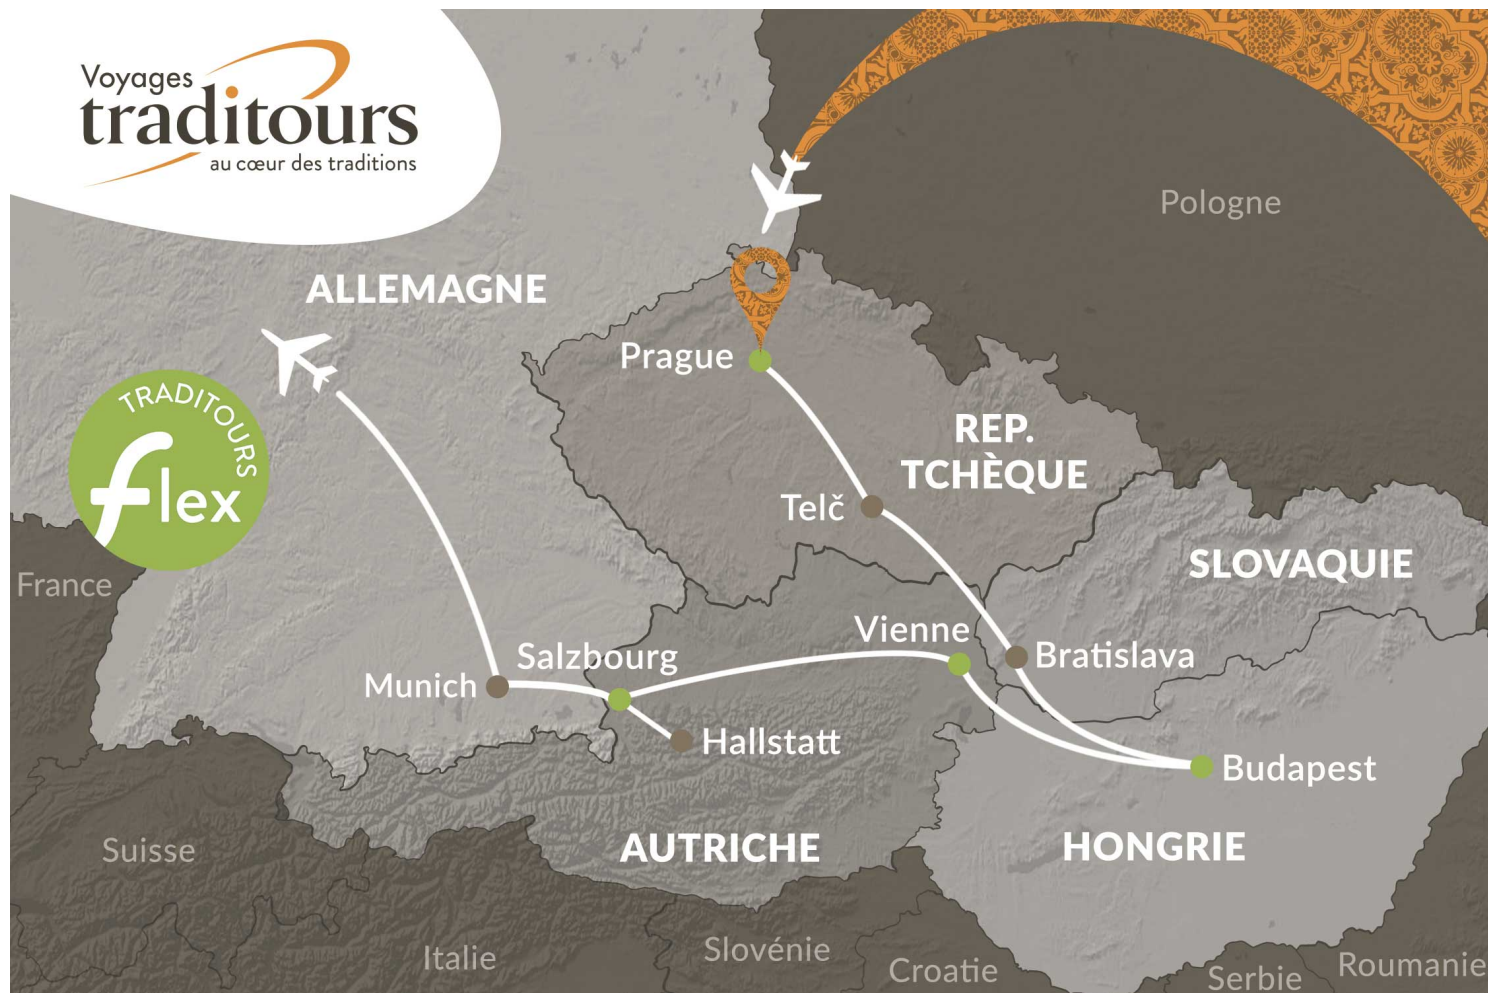 Voyages
traditours
au cœur des traditions
Pologne
ALLEMAGNE
Prague
TRADITOURS
flex
REP.
TCHÈQUE
Telč
SLOVAQUIE
France
Vienne
Salzbourg
Bratislava
Munich
Hallstatt
Budapest
AUTRICHE
HONGRIE
Suisse
Italie
Slovénie
Croatie
Serbie
Roumanie